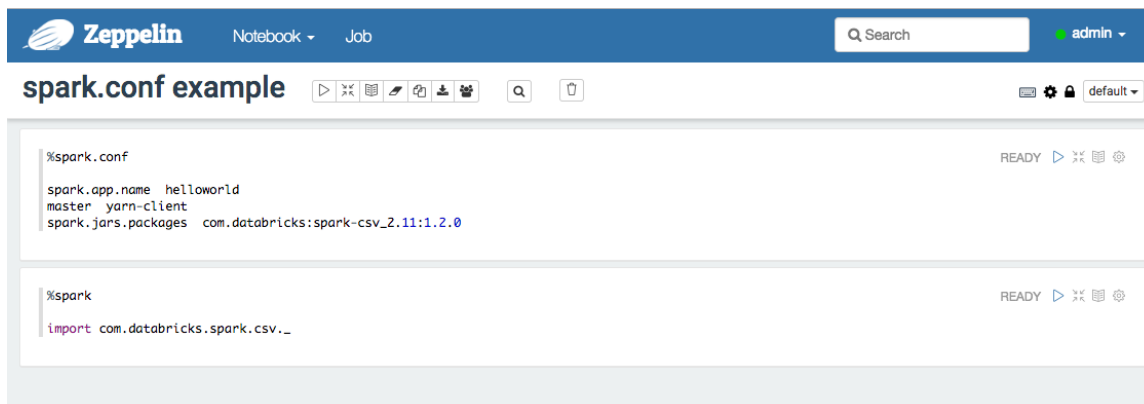 Zeppelin Notebook Job Search admin
spark.conf example default
%spark.conf READY
spark.app.name helloworld
master yarn-client
spark.jars.packages com.databricks:spark-csv_2.11:1.2.0
%spark READY
import com.databricks.spark.csv._